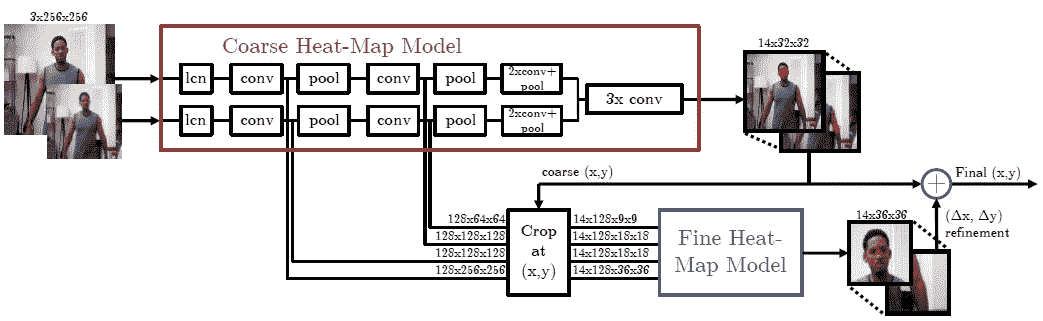 3x256x256
Coarse Heat-Map Model
lcn
conv
pool
conv
pool
2xconv+
pool
lcn
conv
pool
conv
pool
2xconv+
pool
3x conv
14x32x32
coarse (x,y)
Final (x,y)
128x64x64
128x128x128
128x128x128
128x256x256
Crop
at
(x,y)
14x128x9x9
14x128x18x18
14x128x18x18
14x128x36x36
Fine Heat-
Map Model
14x36x36
(Δx, Δy)
refinement